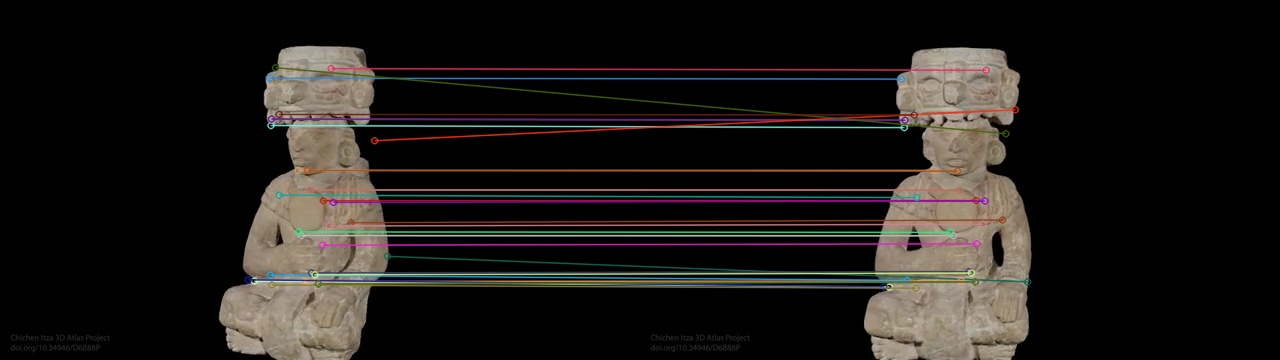 Chichen Itza 3D Atlas Project
doi.org/10.34946/D6B88P
Chichen Itza 3D Atlas Project
doi.org/10.34946/D6B88P